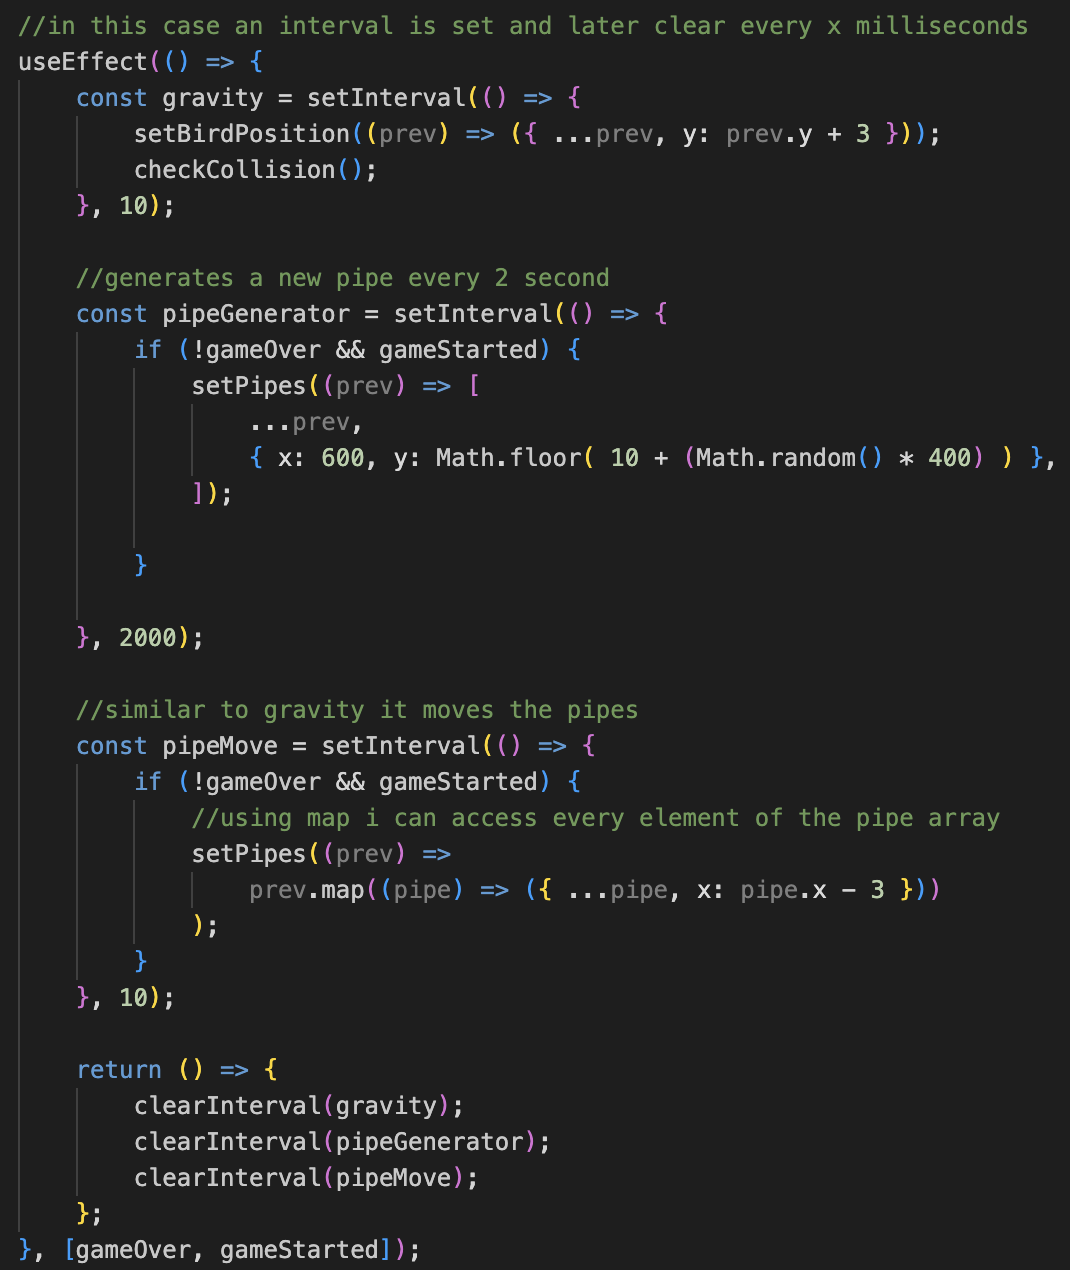 //in this case an interval is set and later clear every x milliseconds
useEffect(() => {
    const gravity = setInterval(() => {
        setBirdPosition((prev) => ({ ...prev, y: prev.y + 3 }));
        checkCollision();
    }, 10);

    //generates a new pipe every 2 second
    const pipeGenerator = setInterval(() => {
        if (!gameOver && gameStarted) {
            setPipes((prev) => [
                ...prev,
                { x: 600, y: Math.floor( 10 + (Math.random() * 400) ) },
            ]);

        }

    }, 2000);

    //similar to gravity it moves the pipes
    const pipeMove = setInterval(() => {
        if (!gameOver && gameStarted) {
            //using map i can access every element of the pipe array
            setPipes((prev) =>
                prev.map((pipe) => ({ ...pipe, x: pipe.x - 3 }))
            );
        }
    }, 10);

    return () => {
        clearInterval(gravity);
        clearInterval(pipeGenerator);
        clearInterval(pipeMove);
    };
}, [gameOver, gameStarted]);